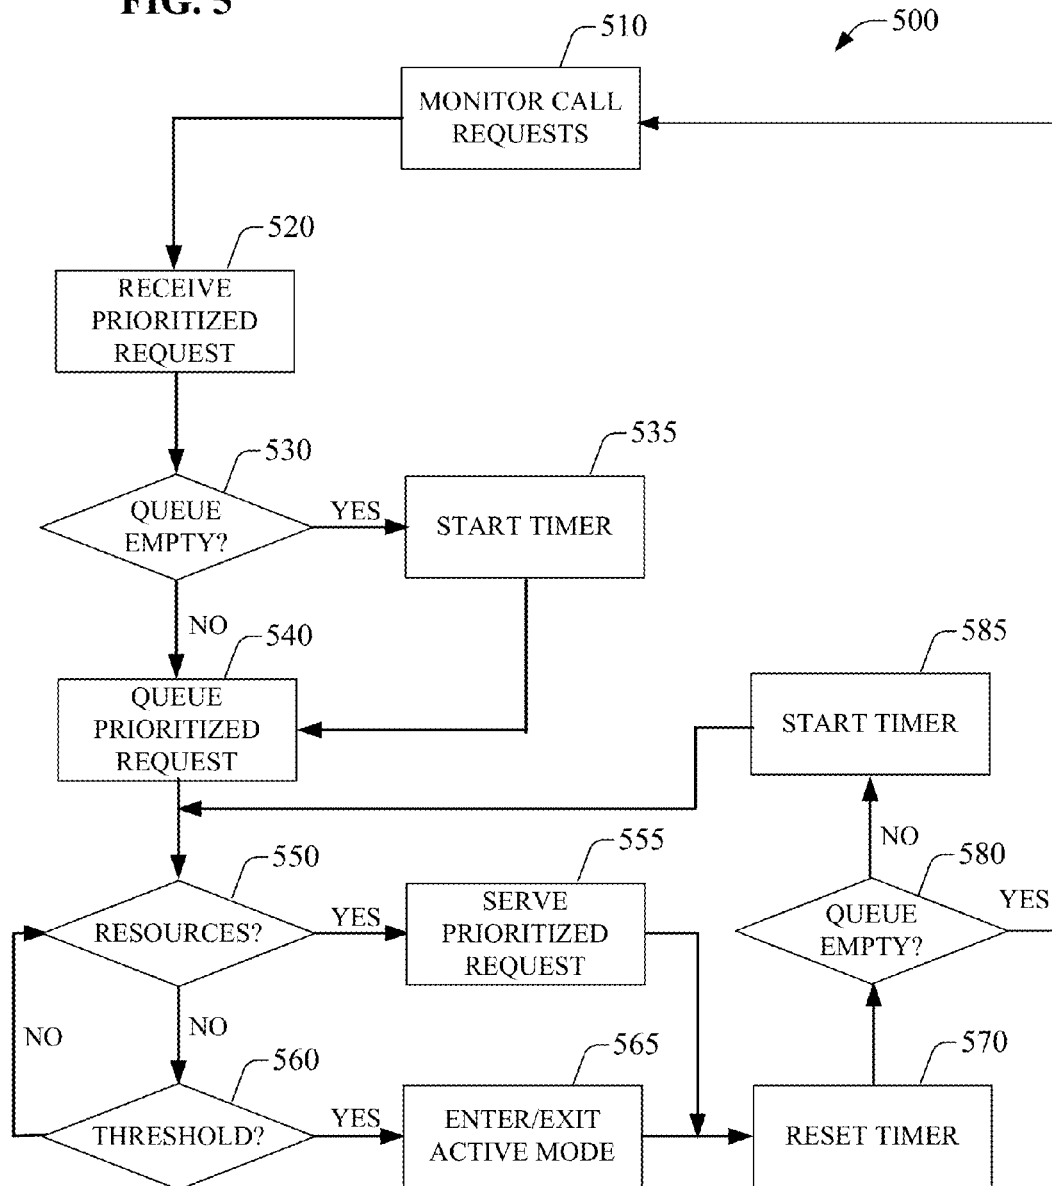 FIG. 5
510
500
MONITOR CALL
REQUESTS
520
RECEIVE
PRIORITIZED
REQUEST
530
535
QUEUE
EMPTY?
YES
START TIMER
NO
540
585
QUEUE
PRIORITIZED
REQUEST
START TIMER
550
555
NO
580
RESOURCES?
YES
SERVE
PRIORITIZED
REQUEST
QUEUE
EMPTY?
YES
NO
NO
560
565
570
THRESHOLD?
YES
ENTER/EXIT
ACTIVE MODE
RESET TIMER